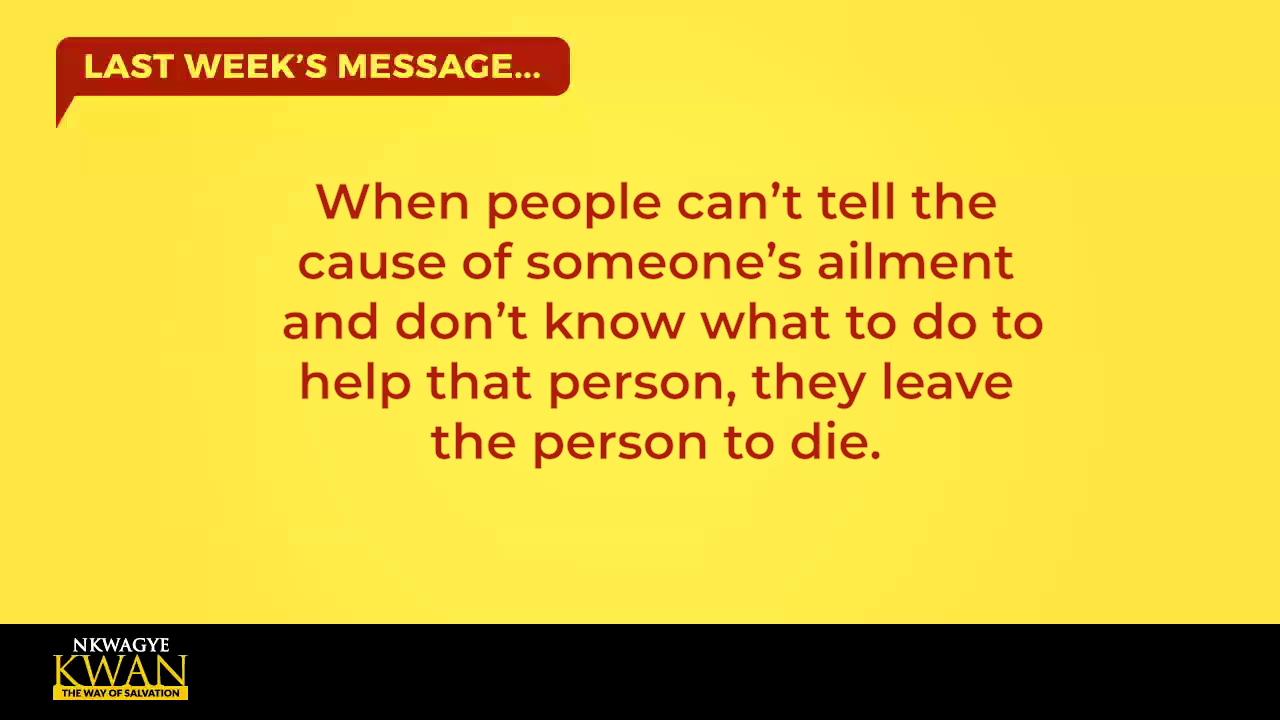 LAST WEEK'S MESSAGE...
When people can't tell the
cause of someone's ailment
and don't know what to do to
help that person, they leave
the person to die.
NKWAGYE
KWAN
THE WAY OF SALVATION